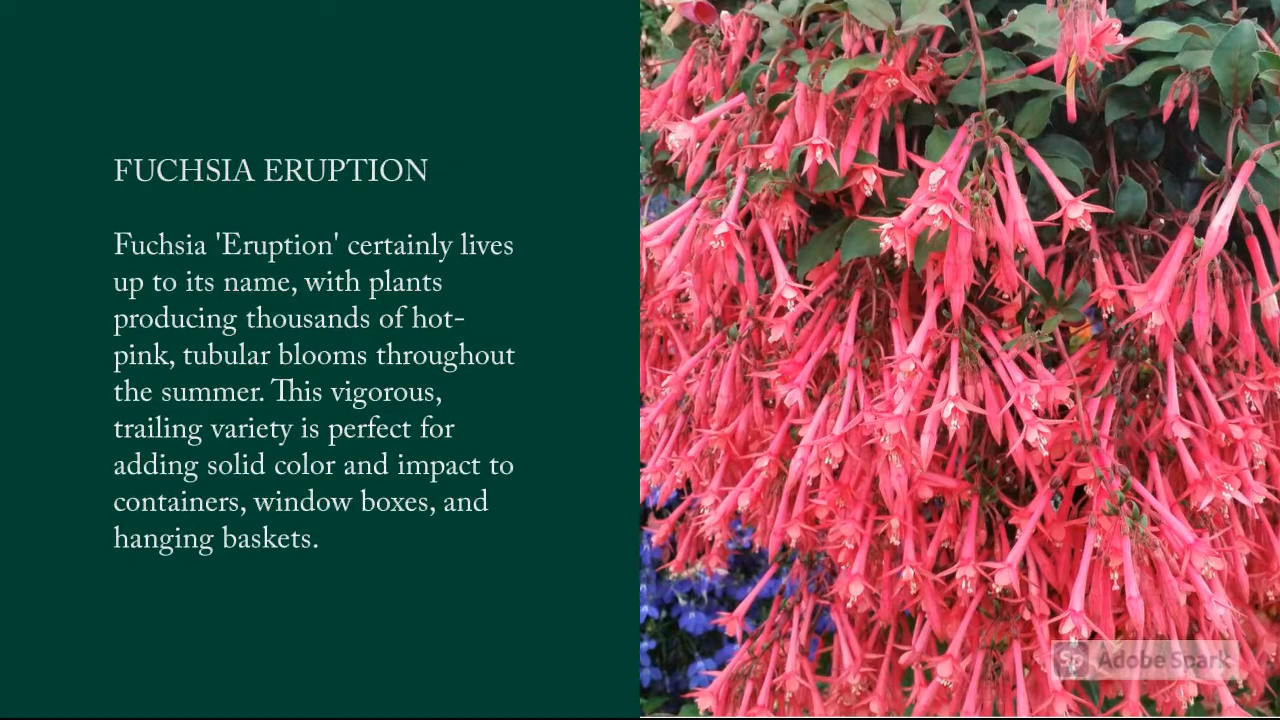 FUCHSIA ERUPTION
Fuchsia 'Eruption' certainly lives
up to its name, with plants
producing thousands of hot-
pink, tubular blooms throughout
the summer. This vigorous,
trailing variety is perfect for
adding solid color and impact to
containers, window boxes, and
hanging baskets.
Sp Adobe Spark